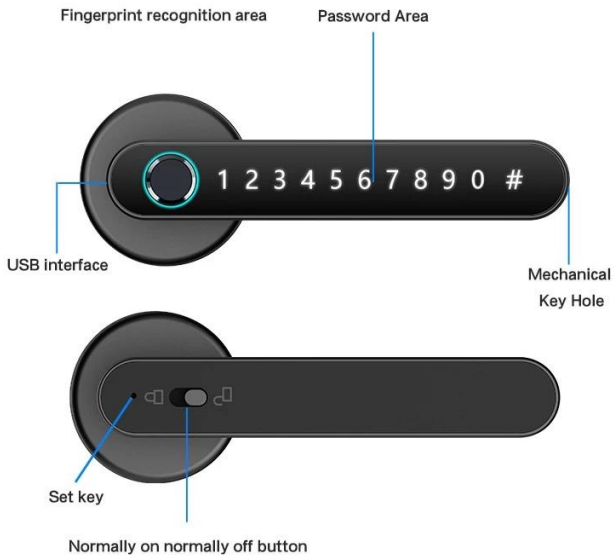 Fingerprint recognition area
Password Area
1 2 3 4 5 6 7 8 9 0 #
USB interface
Mechanical
Key Hole
Set key
Normally on normally off button